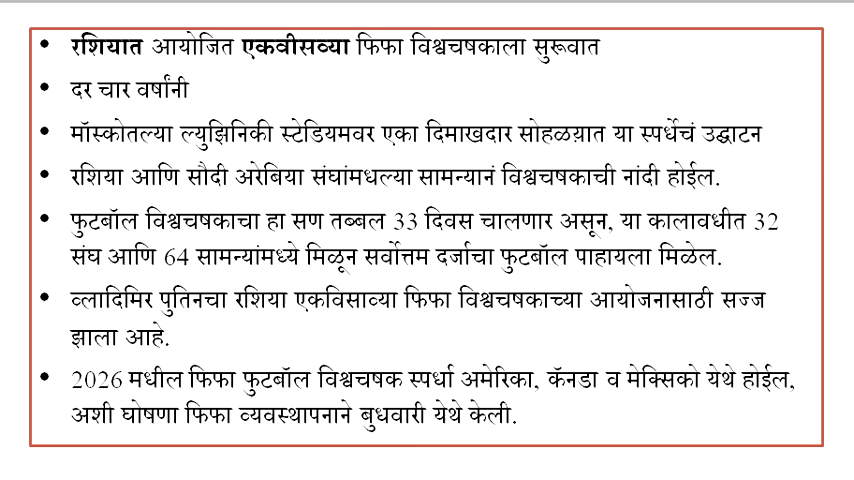 • रशियात आयोजित एकवीसव्या फिफा विश्वचषकाला सुरूवात
• दर चार वर्षांनी
• मॉस्कोतल्या ल्युझिनिकी स्टेडियमवर एका दिमाखदार सोहळय़ात या स्पर्धेचं उद्घाटन
• रशिया आणि सौदी अरेबिया संघांमधल्या सामन्यानं विश्वचषकाची नांदी होईल.
• फुटबॉल विश्वचषकाचा हा सण तब्बल 33 दिवस चालणार असून, या कालावधीत 32
संघ आणि 64 सामन्यांमध्ये मिळून सर्वोत्तम दर्जाचा फुटबॉल पाहायला मिळेल.
• व्लादिमिर पुतिनचा रशिया एकविसाव्या फिफा विश्वचषकाच्या आयोजनासाठी सज्ज
झाला आहे.
• 2026 मधील फिफा फुटबॉल विश्वचषक स्पर्धा अमेरिका, कॅनडा व मेक्सिको येथे होईल,
अशी घोषणा फिफा व्यवस्थापनाने बुधवारी येथे केली.